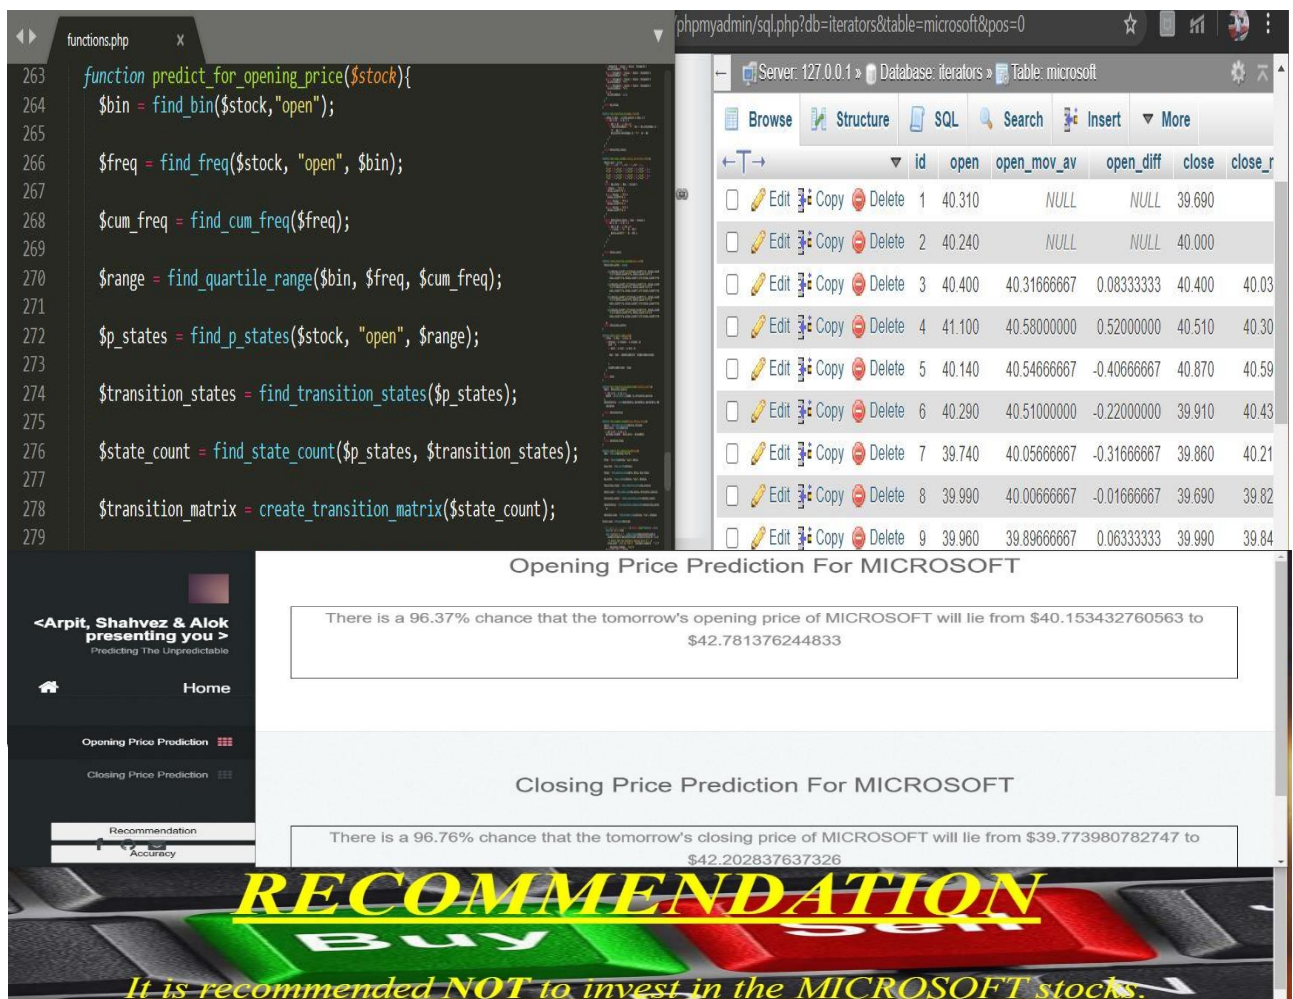 functions.php x
263 function predict_for_opening_price($stock){
264 $bin = find_bin($stock,"open");
265
266 $freq = find_freq($stock, "open", $bin);
267
268 $cum_freq = find_cum_freq($freq);
269
270 $range = find_quartile_range($bin, $freq, $cum_freq);
271
272 $p_states = find_p_states($stock, "open", $range);
273
274 $transition_states = find_transition_states($p_states);
275
276 $state_count = find_state_count($p_states, $transition_states);
277
278 $transition_matrix = create_transition_matrix($state_count);
279
/phpmyadmin/sql.php?db=iterators&table=microsoft&pos=0
Server: 127.0.0.1 » Database: iterators » Table: microsoft
Browse Structure SQL Search Insert More
id open open_mov_av open_diff close close_r
Edit Copy Delete 1 40.310 NULL NULL 39.690
Edit Copy Delete 2 40.240 NULL NULL 40.000
Edit Copy Delete 3 40.400 40.31666667 0.08333333 40.400 40.03
Edit Copy Delete 4 41.100 40.58000000 0.52000000 40.510 40.30
Edit Copy Delete 5 40.140 40.54666667 -0.40666667 40.870 40.59
Edit Copy Delete 6 40.290 40.51000000 -0.22000000 39.910 40.43
Edit Copy Delete 7 39.740 40.05666667 -0.31666667 39.860 40.21
Edit Copy Delete 8 39.990 40.00666667 -0.01666667 39.690 39.82
Edit Copy Delete 9 39.960 39.89666667 0.06333333 39.990 39.84
<Arpit, Shahvez & Alok
presenting you >
Predicting The Unpredictable
Home
Opening Price Prediction
Closing Price Prediction
Recommendation
Accuracy
Opening Price Prediction For MICROSOFT
There is a 96.37% chance that the tomorrow's opening price of MICROSOFT will lie from $40.153432760563 to
$42.781376244833
Closing Price Prediction For MICROSOFT
There is a 96.76% chance that the tomorrow's closing price of MICROSOFT will lie from $39.773980782747 to
$42.202837637326
RECOMMENDATION
Buy Sell
It is recommended NOT to invest in the MICROSOFT stocks.